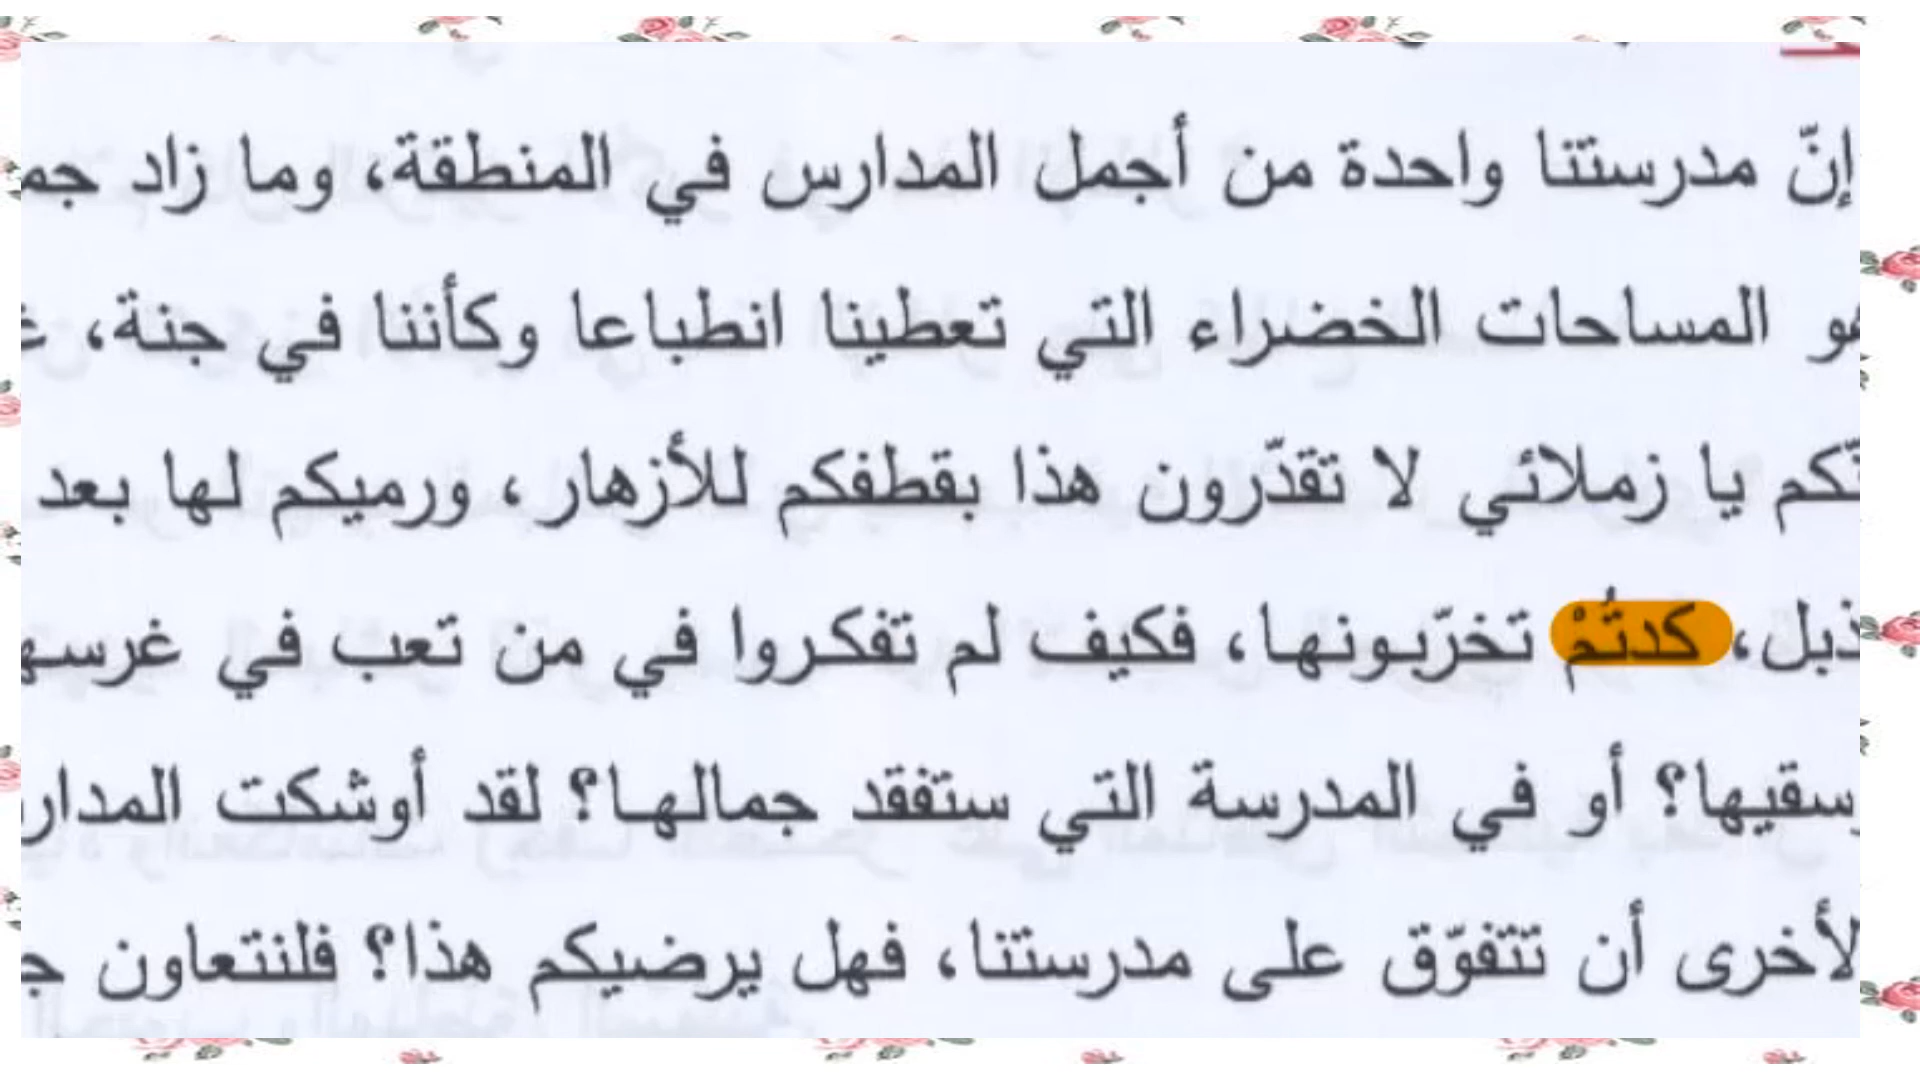 إنّ مدرستنا واحدة من أجمل المدارس في المنطقة، وما زاد
المساحات الخضراء التي تعطينا انطباعا وكأننا في جنة،
يا زملائي لا تقدّرون هذا بقطفكم للأزهار، ورميكم لها بعد
كدتُمْ تخرّبونها، فكيف لم تفكروا في من تعب في
سقيها؟ أو في المدرسة التي ستفقد جمالها؟ لقد أوشكت
أن تتفوّق على مدرستنا، فهل يرضيكم هذا؟ فلنتعاون